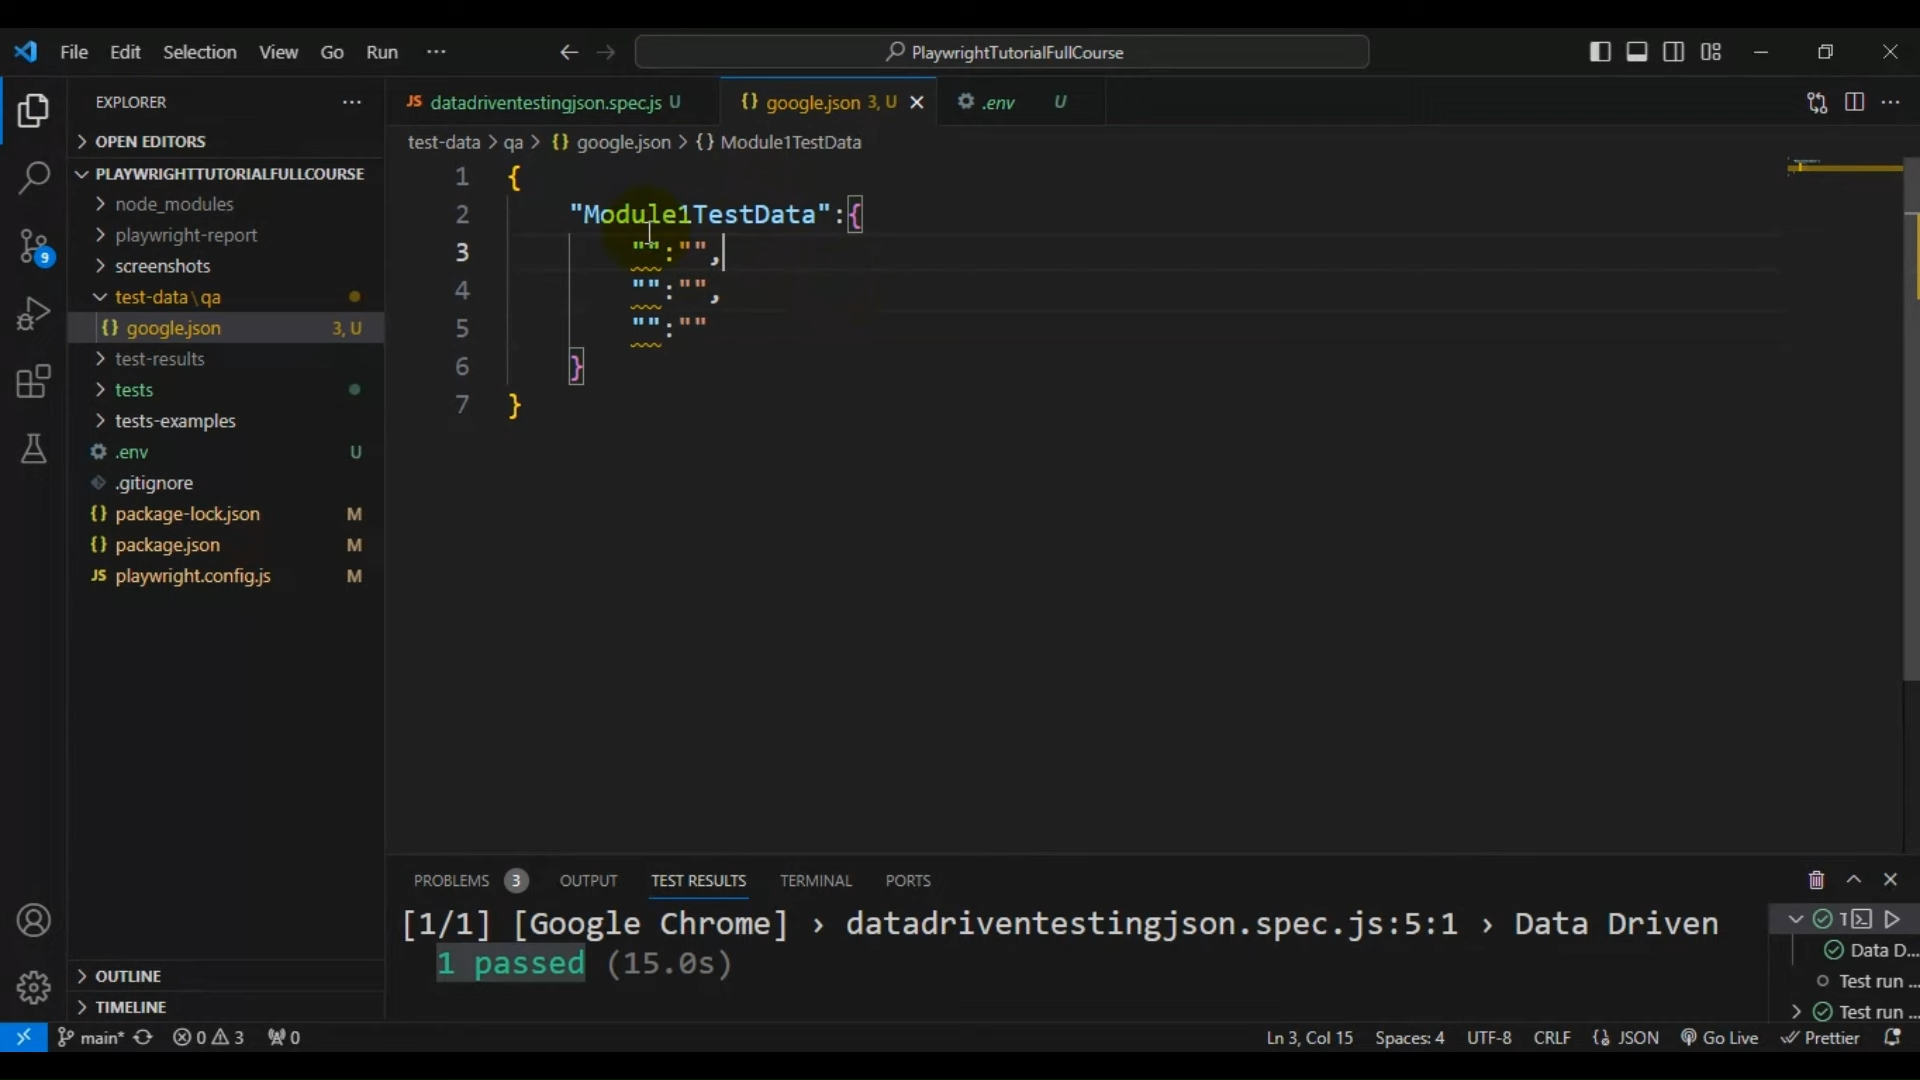 File Edit Selection View Go Run ··· PlaywrightTutorialFullCourse
EXPLORER ···
JS datadriventestingjson.spec.js U {} google.json 3, U .env U ···
OPEN EDITORS
test-data > qa > {} google.json > {} Module1TestData
PLAYWRIGHTTUTORIALFULLCOURSE
node_modules
playwright-report
screenshots
test-data\qa
{} google.json 3, U
test-results
tests
tests-examples
.env U
.gitignore
{} package-lock.json M
{} package.json M
JS playwright.config.js M
9
1 {
2 "Module1TestData":{
3 "":"",
4 "":"",
5 "":""
6 }
7 }
PROBLEMS 3 OUTPUT TEST RESULTS TERMINAL PORTS
[1/1] [Google Chrome] › datadriventestingjson.spec.js:5:1 › Data Driven
1 passed (15.0s)
T
Data D...
Test run ...
Test run ...
OUTLINE
TIMELINE
main* 0 3 0 Ln 3, Col 15 Spaces: 4 UTF-8 CRLF {} JSON Go Live Prettier